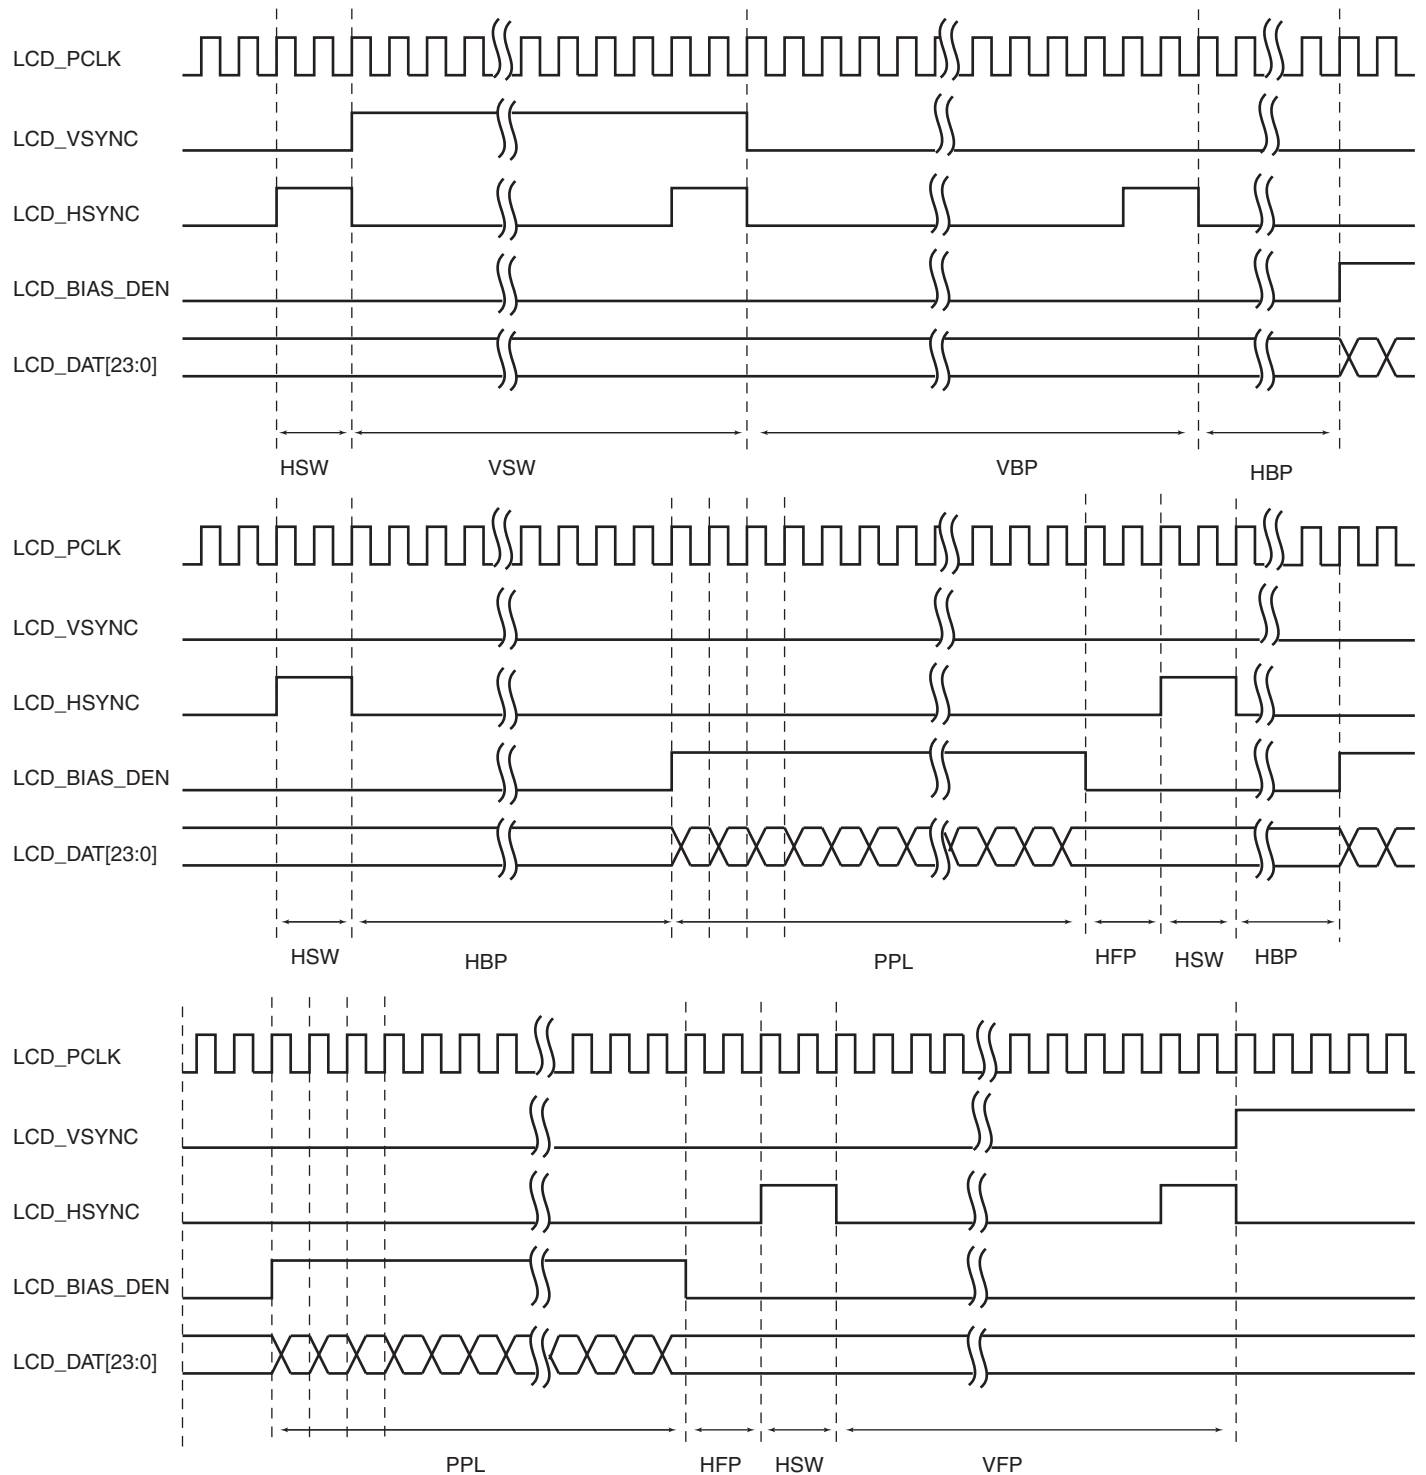 LCD_PCLK
LCD_VSYNC
LCD_HSYNC
LCD_BIAS_DEN
LCD_DAT[23:0]
HSW VSW VBP HBP
LCD_PCLK
LCD_VSYNC
LCD_HSYNC
LCD_BIAS_DEN
LCD_DAT[23:0]
HSW HBP PPL HFP HSW HBP
LCD_PCLK
LCD_VSYNC
LCD_HSYNC
LCD_BIAS_DEN
LCD_DAT[23:0]
PPL HFP HSW VFP